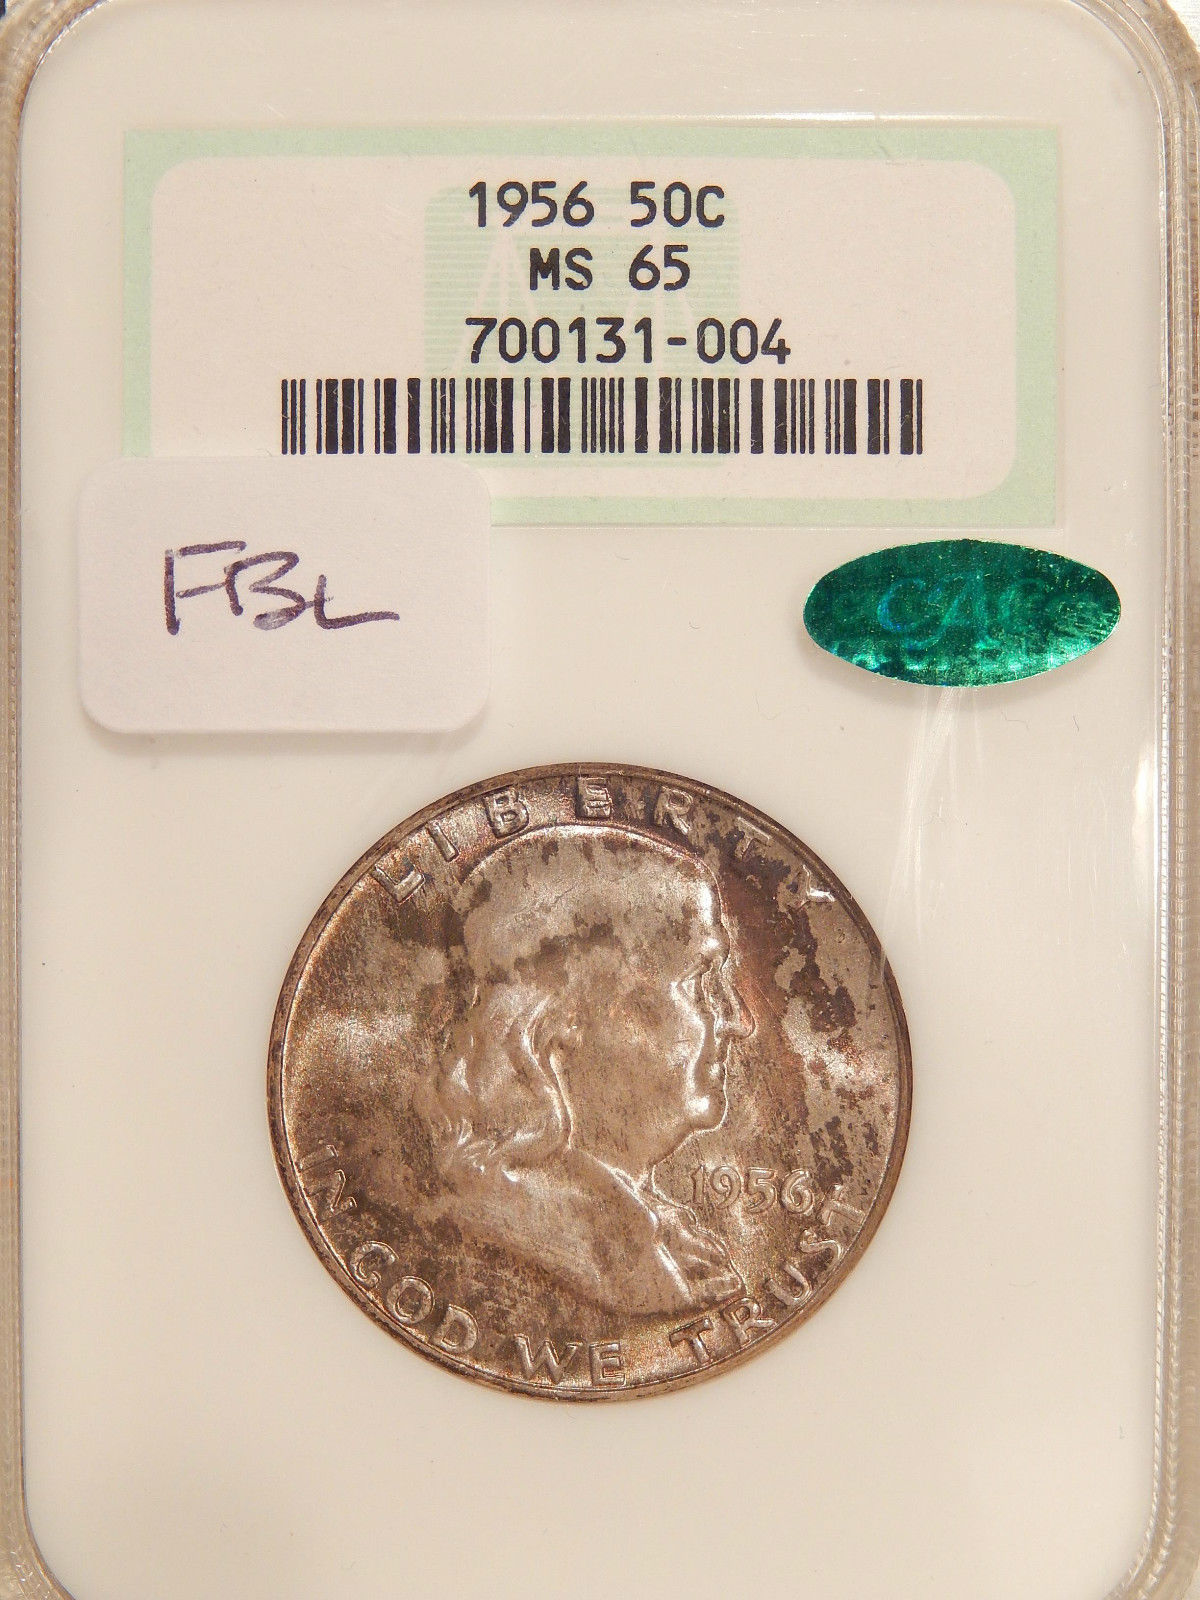 1956 50C
MS 65
700131-004
FBL
CAC
LIBERTY
1956
IN GOD WE TRUST